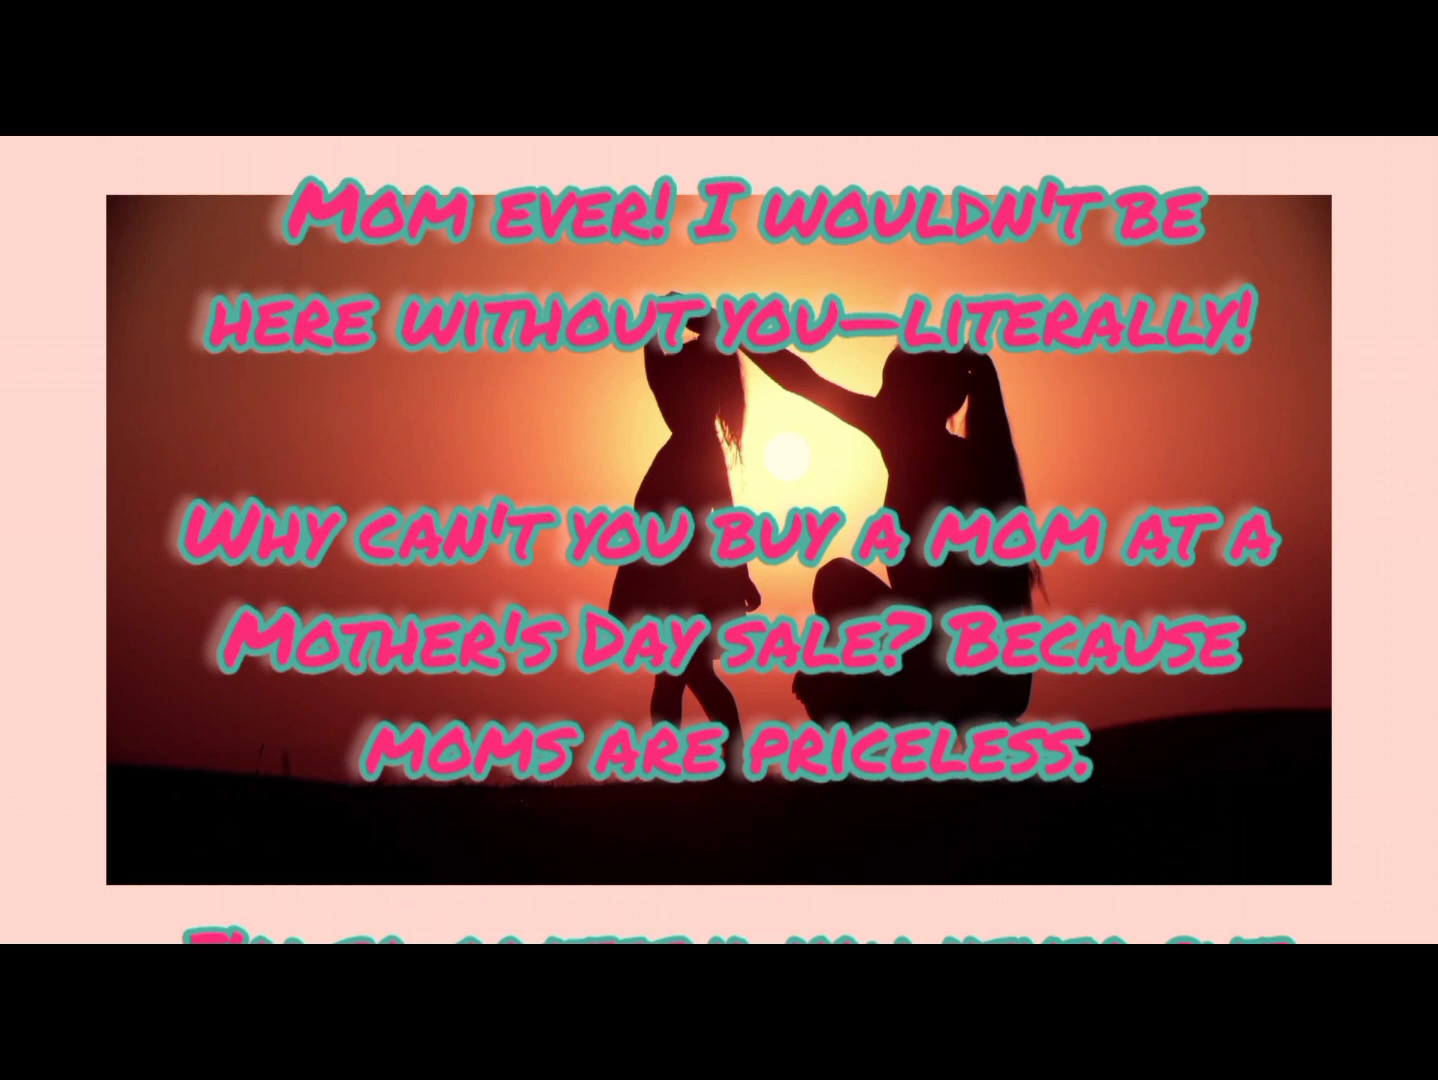 Mom ever! I wouldn't be
here without you—literally!
Why can't you buy a mom at a
Mother's Day sale? Because
moms are priceless.